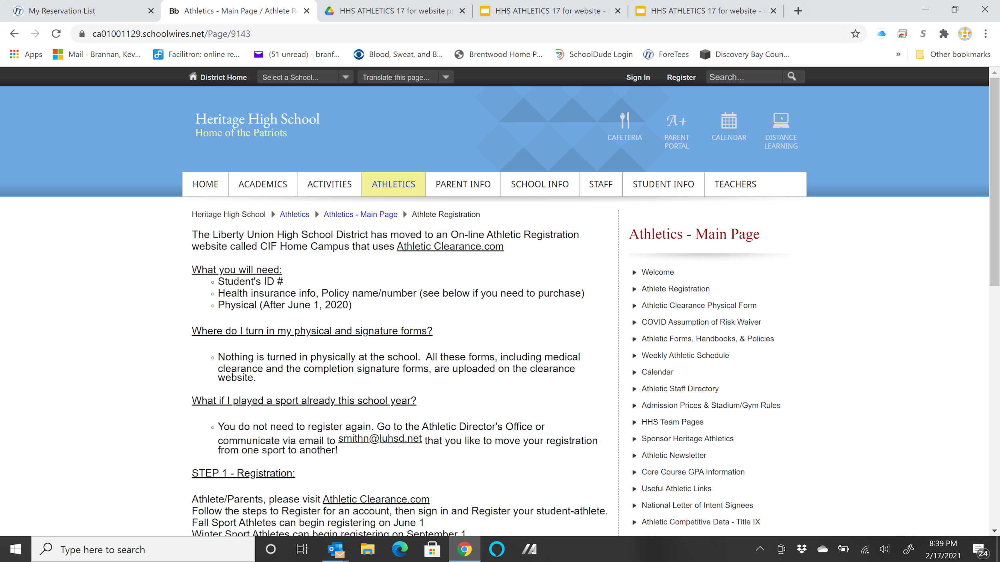 My Reservation List
Bb Athletics - Main Page / Athlete Re
HHS ATHLETICS 17 for website.pp
HHS ATHLETICS 17 for website -
HHS ATHLETICS 17 for website -
ca01001129.schoolwires.net/Page/9143
Apps
Mail - Brannan, Kev...
Facilitron: online re...
(51 unread) - branf...
Blood, Sweat, and B...
Brentwood Home P...
SchoolDude Login
ForeTees
Discovery Bay Coun...
»
Other bookmarks
District Home
Select a School...
Translate this page...
Sign In
Register
Search...
Heritage High School
Home of the Patriots
CAFETERIA
A+
PARENT
PORTAL
CALENDAR
DISTANCE
LEARNING
HOME
ACADEMICS
ACTIVITIES
ATHLETICS
PARENT INFO
SCHOOL INFO
STAFF
STUDENT INFO
TEACHERS
Heritage High School Athletics Athletics - Main Page Athlete Registration
The Liberty Union High School District has moved to an On-line Athletic Registration
website called CIF Home Campus that uses Athletic Clearance.com
What you will need:
Student's ID #
Health insurance info, Policy name/number (see below if you need to purchase)
Physical (After June 1, 2020)
Where do I turn in my physical and signature forms?
Nothing is turned in physically at the school.  All these forms, including medical
clearance and the completion signature forms, are uploaded on the clearance
website.
What if I played a sport already this school year?
You do not need to register again. Go to the Athletic Director's Office or
communicate via email to smithn@luhsd.net that you like to move your registration
from one sport to another!
STEP 1 - Registration:
Athlete/Parents, please visit Athletic Clearance.com
Follow the steps to Register for an account, then sign in and Register your student-athlete.
Fall Sport Athletes can begin registering on June 1
Winter Sport Athletes can begin registering on September 1
Athletics - Main Page
Welcome
Athlete Registration
Athletic Clearance Physical Form
COVID Assumption of Risk Waiver
Athletic Forms, Handbooks, & Policies
Weekly Athletic Schedule
Calendar
Athletic Staff Directory
Admission Prices & Stadium/Gym Rules
HHS Team Pages
Sponsor Heritage Athletics
Athletic Newsletter
Core Course GPA Information
Useful Athletic Links
National Letter of Intent Signees
Athletic Competitive Data - Title IX
Type here to search
8:39 PM
2/17/2021
24